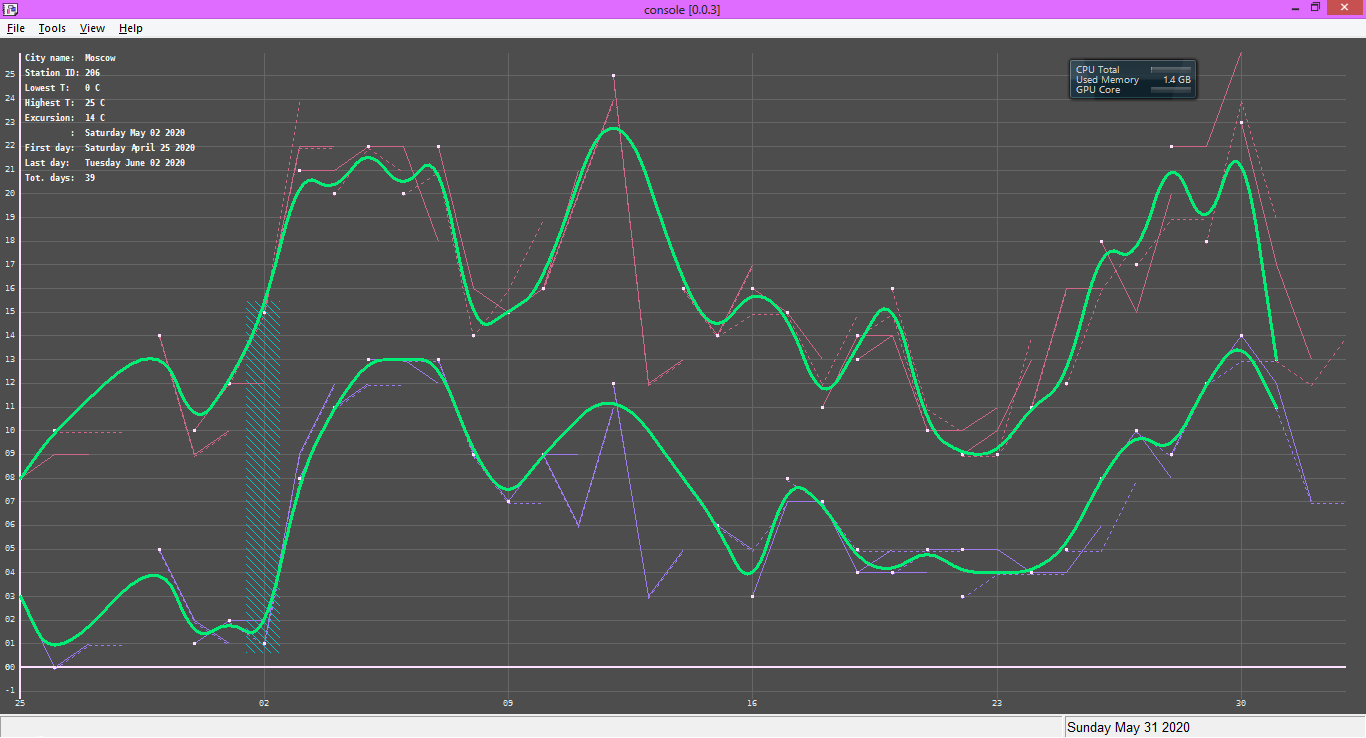 console [0.0.3]
File Tools View Help
City name: Moscow
Station ID: 206
Lowest T: 0 C
Highest T: 25 C
Excursion: 14 C
: Saturday May 02 2020
First day: Saturday April 25 2020
Last day: Tuesday June 02 2020
Tot. days: 39
CPU Total
Used Memory 1.4 GB
GPU Core
25
24
23
22
21
20
19
18
17
16
15
14
13
12
11
10
09
08
07
06
05
04
03
02
01
00
-1
25 02 09 16 23 30
Sunday May 31 2020